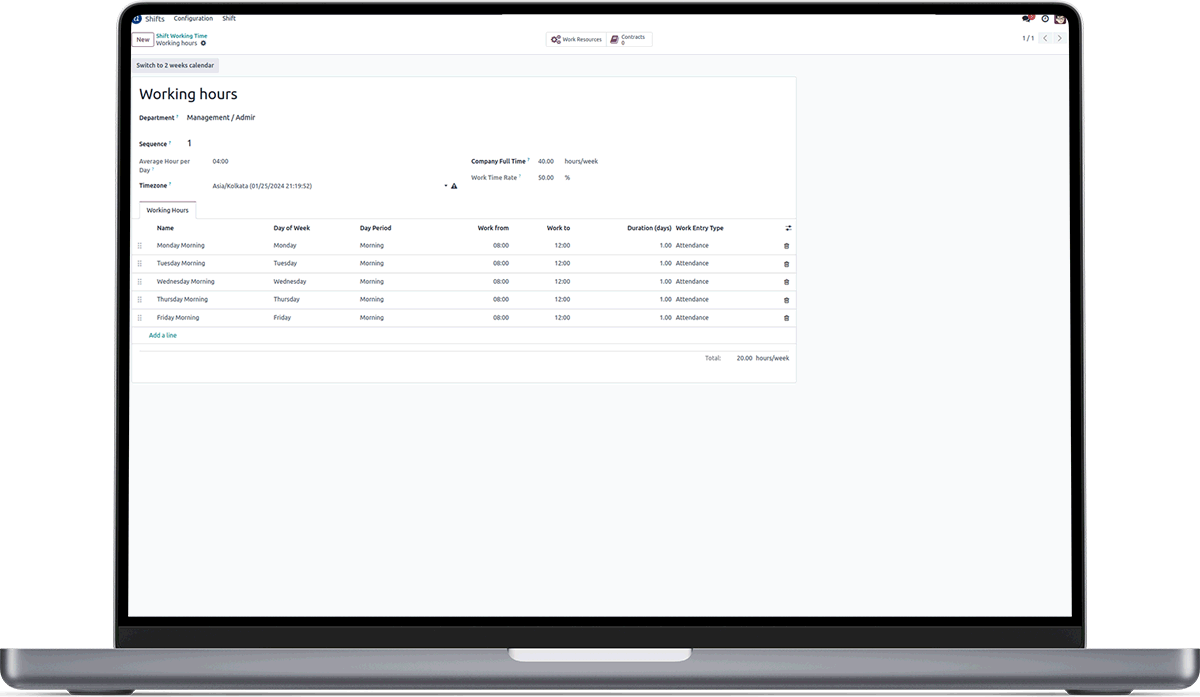 Shifts Configuration Shift
New Shift Working Time
Working hours
Work Resources
Contracts
0
1 / 1
Switch to 2 weeks calendar
Working hours
Department ? Management / Admir
Sequence ? 1
Average Hour per Day ? 04:00
Company Full Time ? 40.00 hours/week
Work Time Rate ? 50.00 %
Timezone ? Asia/Kolkata (01/25/2024 21:19:52)
Working Hours
Name Day of Week Day Period Work from Work to Duration (days) Work Entry Type
Monday Morning Monday Morning 08:00 12:00 1.00 Attendance
Tuesday Morning Tuesday Morning 08:00 12:00 1.00 Attendance
Wednesday Morning Wednesday Morning 08:00 12:00 1.00 Attendance
Thursday Morning Thursday Morning 08:00 12:00 1.00 Attendance
Friday Morning Friday Morning 08:00 12:00 1.00 Attendance
Add a line
Total: 20.00 hours/week